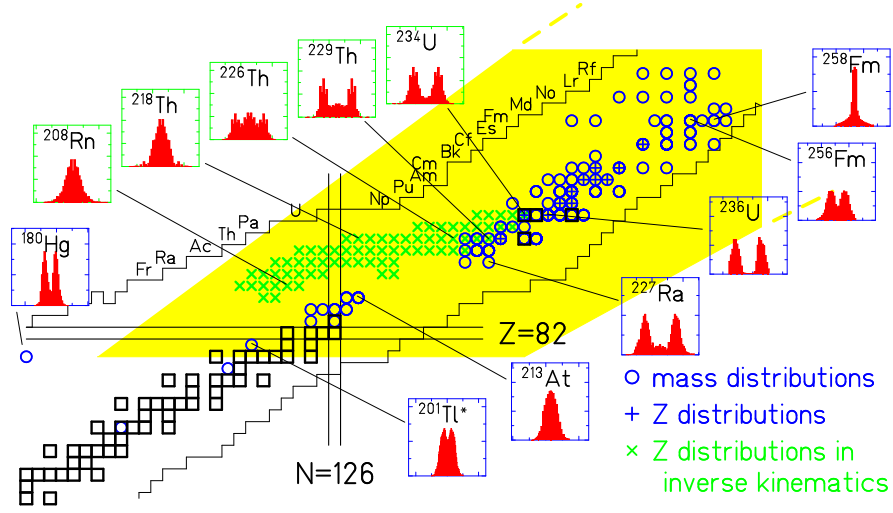 ²²⁹Th
²³⁴U
²²⁶Th
²¹⁸Th
²⁰⁸Rn
¹⁸⁰Hg
²⁵⁸Fm
²⁵⁶Fm
²³⁶U
²²⁷Ra
²¹³At
²⁰¹Tl*
Rf
Lr
No
Md
Fm
Es
Cf
Bk
Cm
Am
Pu
Np
U
Pa
Th
Ac
Ra
Fr
Z=82
N=126
mass distributions
Z distributions
Z distributions in
inverse kinematics